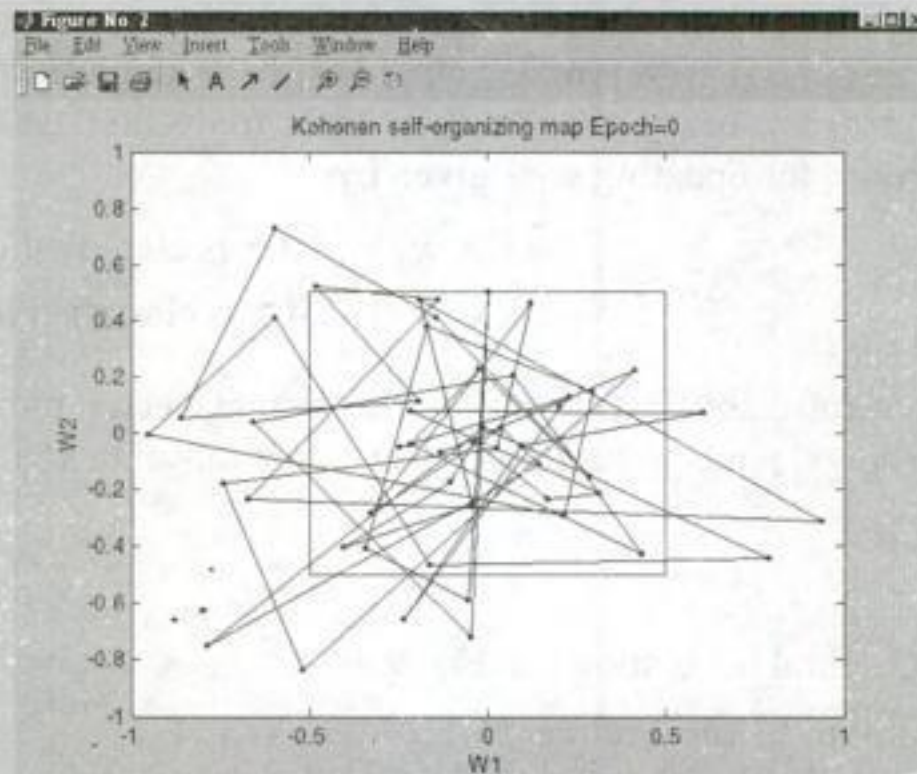 Figure No. 2
File Edit View Insert Tools Window Help
A
Kohonen self-organizing map Epoch=0
1
0.8
0.6
0.4
0.2
0
-0.2
-0.4
-0.6
-0.8
-1
W2
-1 -0.5 0 0.5 1
W1